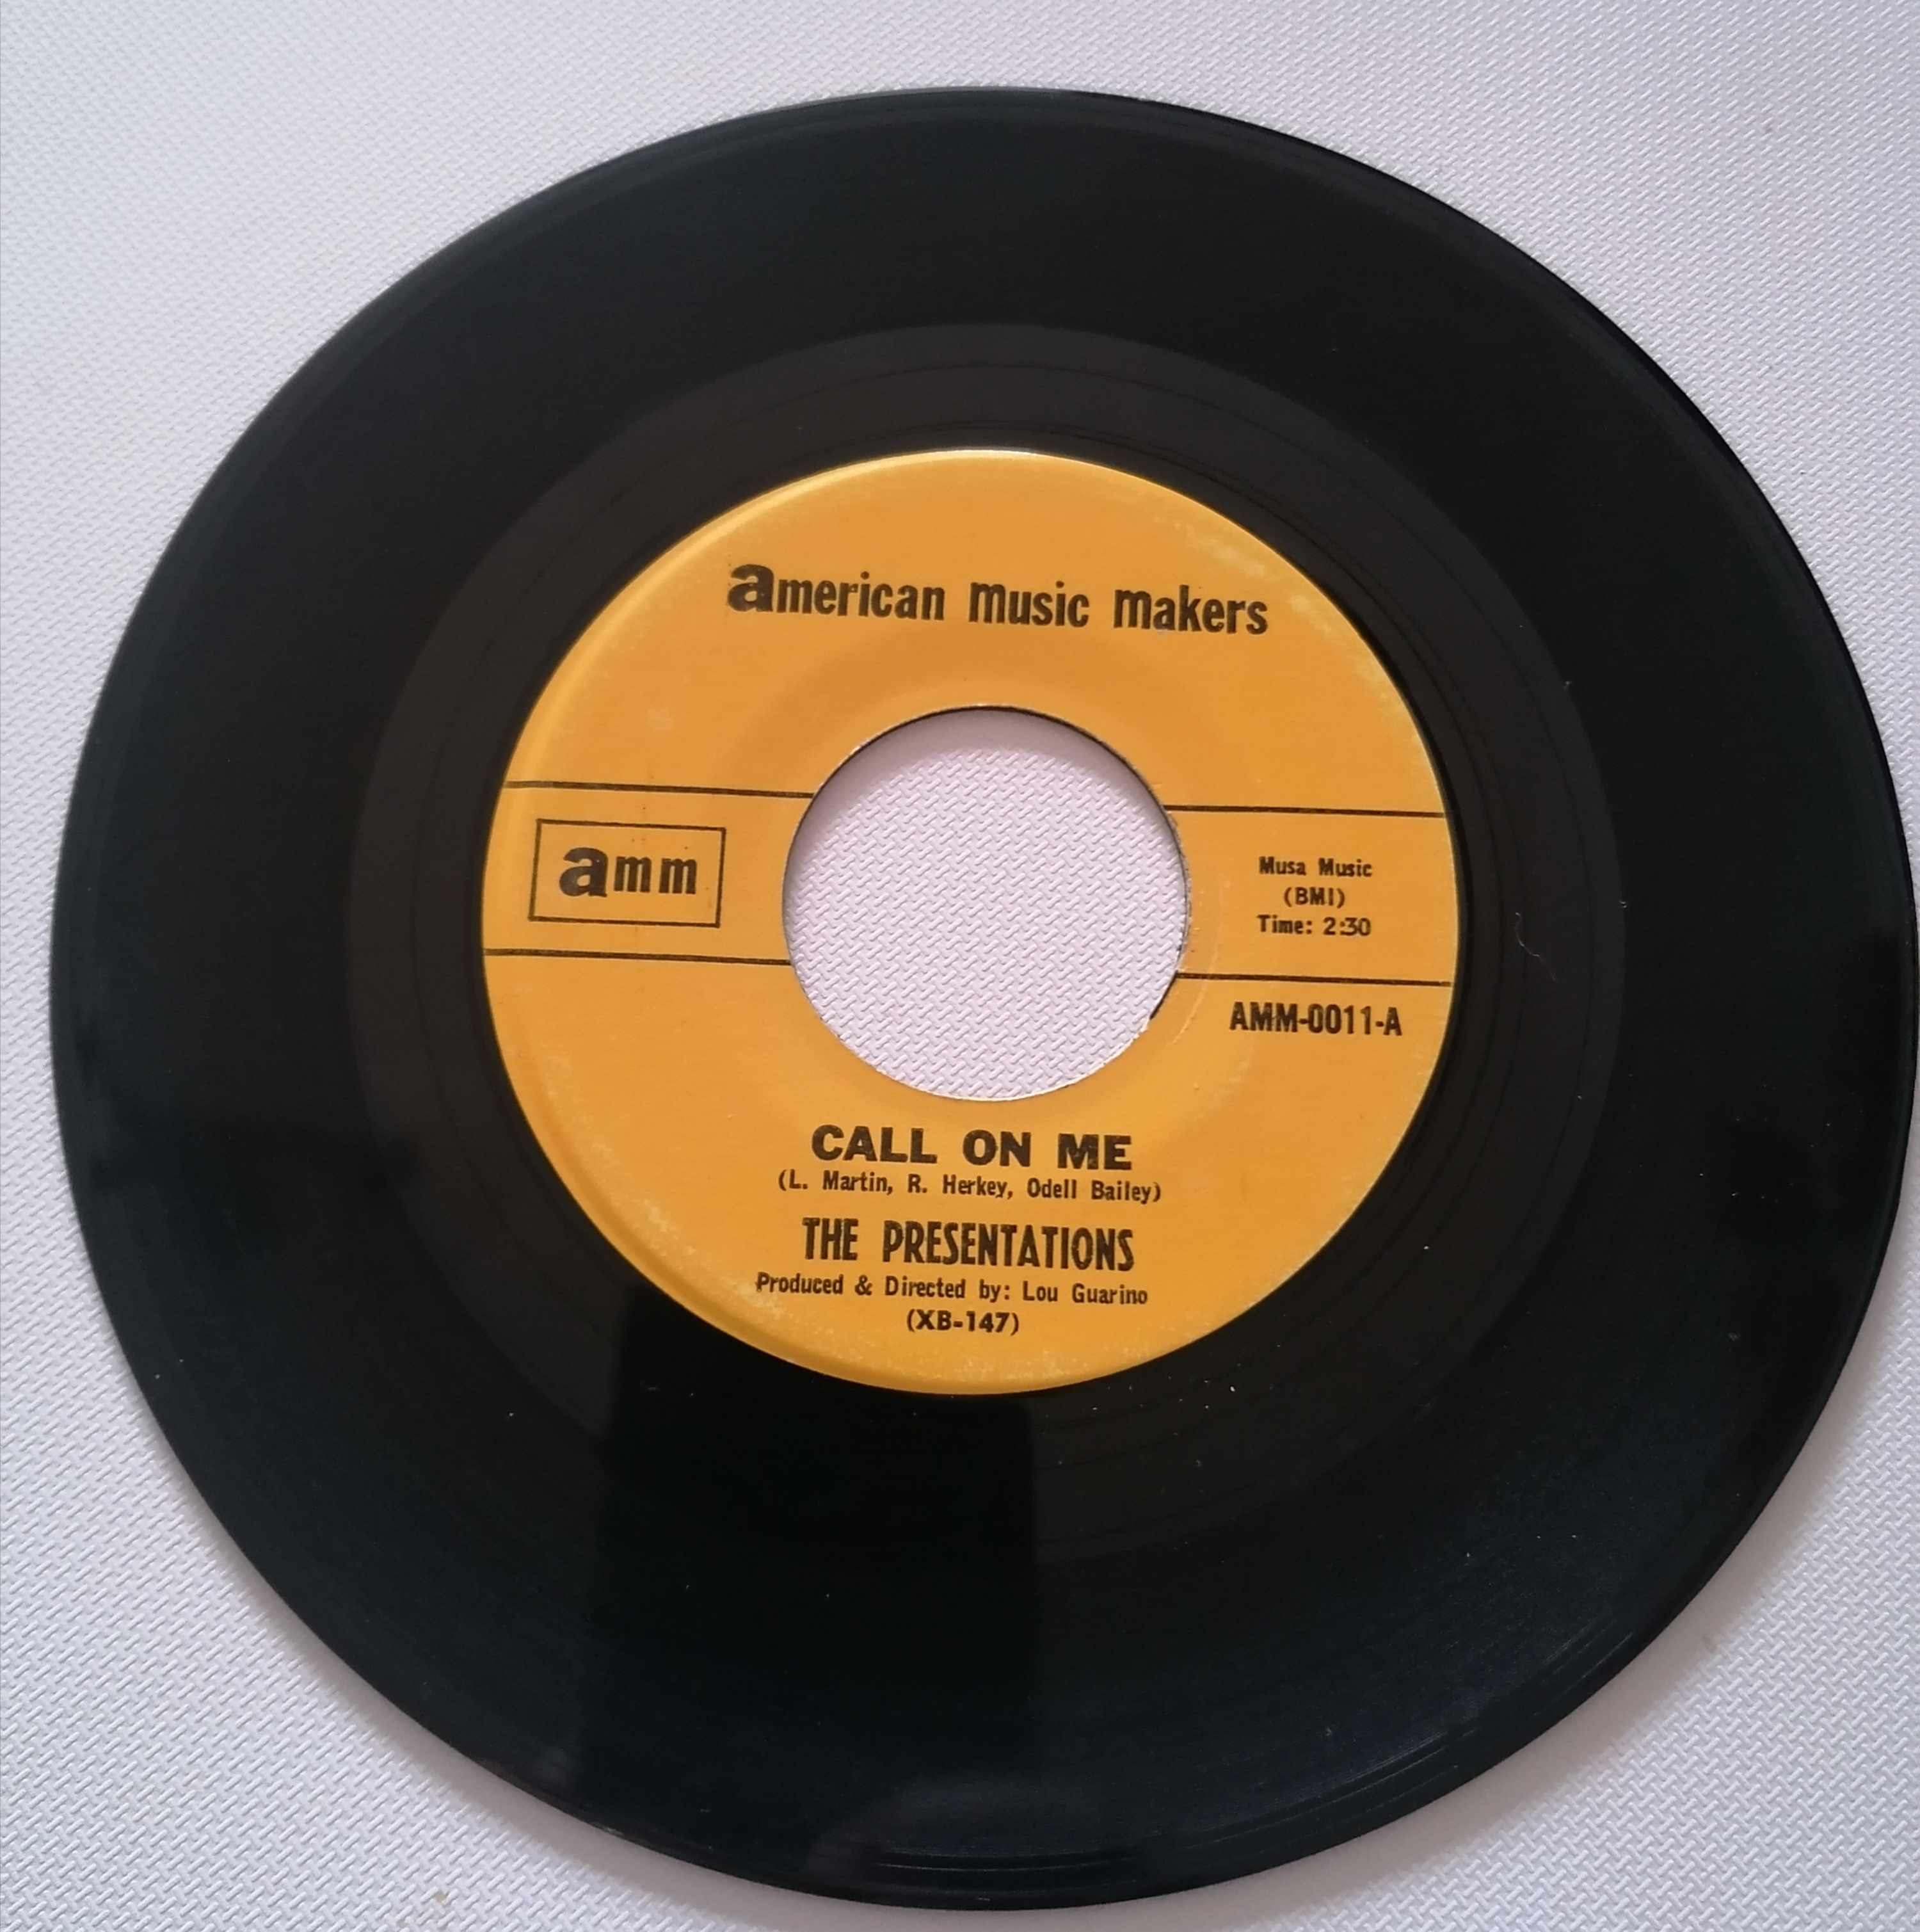 american music makers
amm
Musa Music
(BMI)
Time: 2:30
AMM-0011-A
CALL ON ME
(L. Martin, R. Herkey, Odell Bailey)
THE PRESENTATIONS
Produced & Directed by: Lou Guarino
(XB-147)